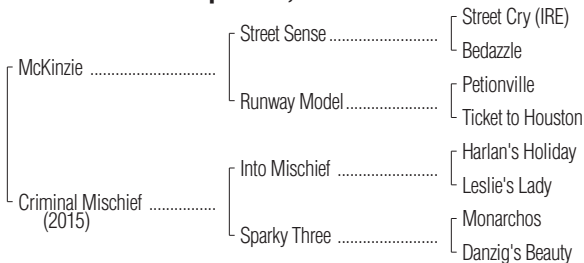 Street Cry (IRE)
Street Sense ........................
Bedazzle
McKinzie ...............................
Petionville
Runway Model....................
Ticket to Houston
Harlan's Holiday
Into Mischief ......................
Leslie's Lady
Criminal Mischief ................
(2015)
Monarchos
Sparky Three ......................
Danzig's Beauty